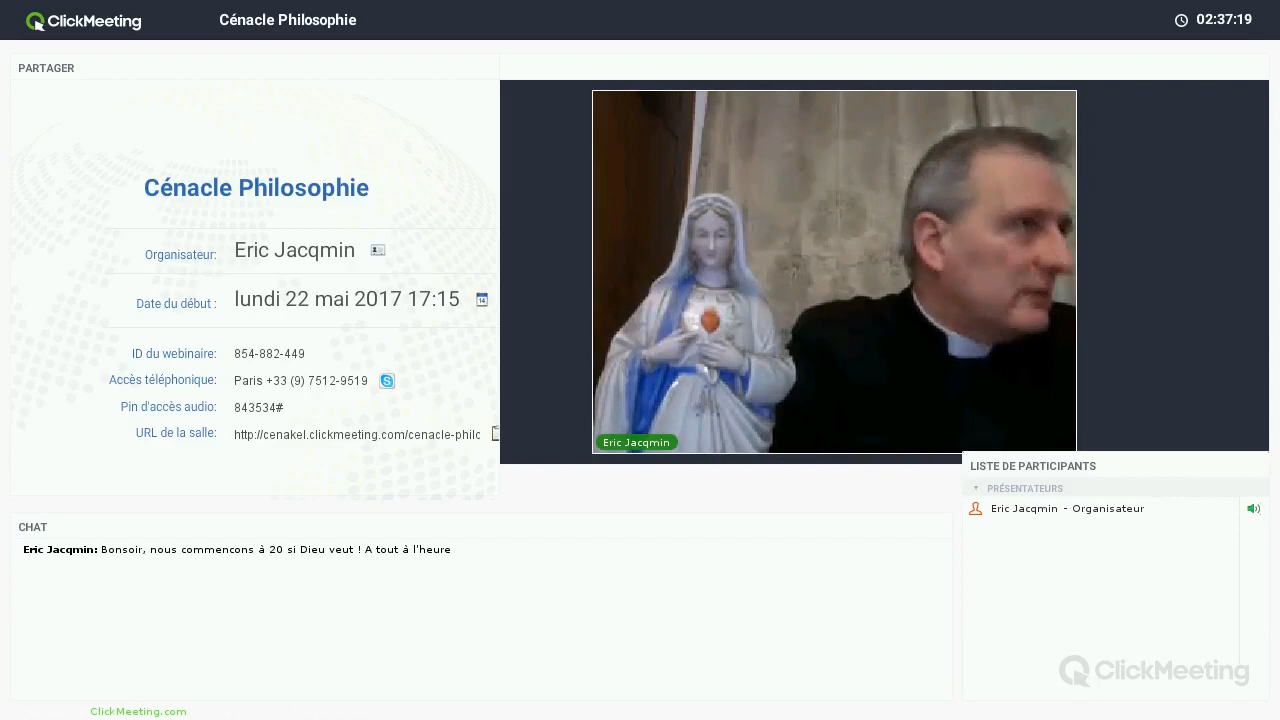 ClickMeeting
Cénacle Philosophie
02:37:19
PARTAGER
Cénacle Philosophie
Organisateur: Eric Jacqmin
Date du début : lundi 22 mai 2017 17:15
14
ID du webinaire: 854-882-449
Accès téléphonique: Paris +33 (9) 7512-9519
Pin d'accès audio: 843534#
URL de la salle: http://cenakel.clickmeeting.com/cenacle-philc
Eric Jacqmin
LISTE DE PARTICIPANTS
PRÉSENTATEURS
Eric Jacqmin - Organisateur
CHAT
Eric Jacqmin: Bonsoir, nous commencons à 20 si Dieu veut ! A tout à l'heure
ClickMeeting
ClickMeeting.com